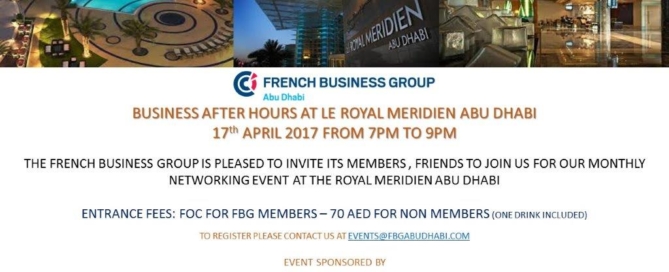 LE ROYAL MERIDIEN
ABU DHABI
FRENCH BUSINESS GROUP
Abu Dhabi
BUSINESS AFTER HOURS AT LE ROYAL MERIDIEN ABU DHABI
17th APRIL 2017 FROM 7PM TO 9PM
THE FRENCH BUSINESS GROUP IS PLEASED TO INVITE ITS MEMBERS , FRIENDS TO JOIN US FOR OUR MONTHLY
NETWORKING EVENT AT THE ROYAL MERIDIEN ABU DHABI
ENTRANCE FEES: FOC FOR FBG MEMBERS – 70 AED FOR NON MEMBERS (ONE DRINK INCLUDED)
TO REGISTER PLEASE CONTACT US AT EVENTS@FBGABUDHABI.COM
EVENT SPONSORED BY